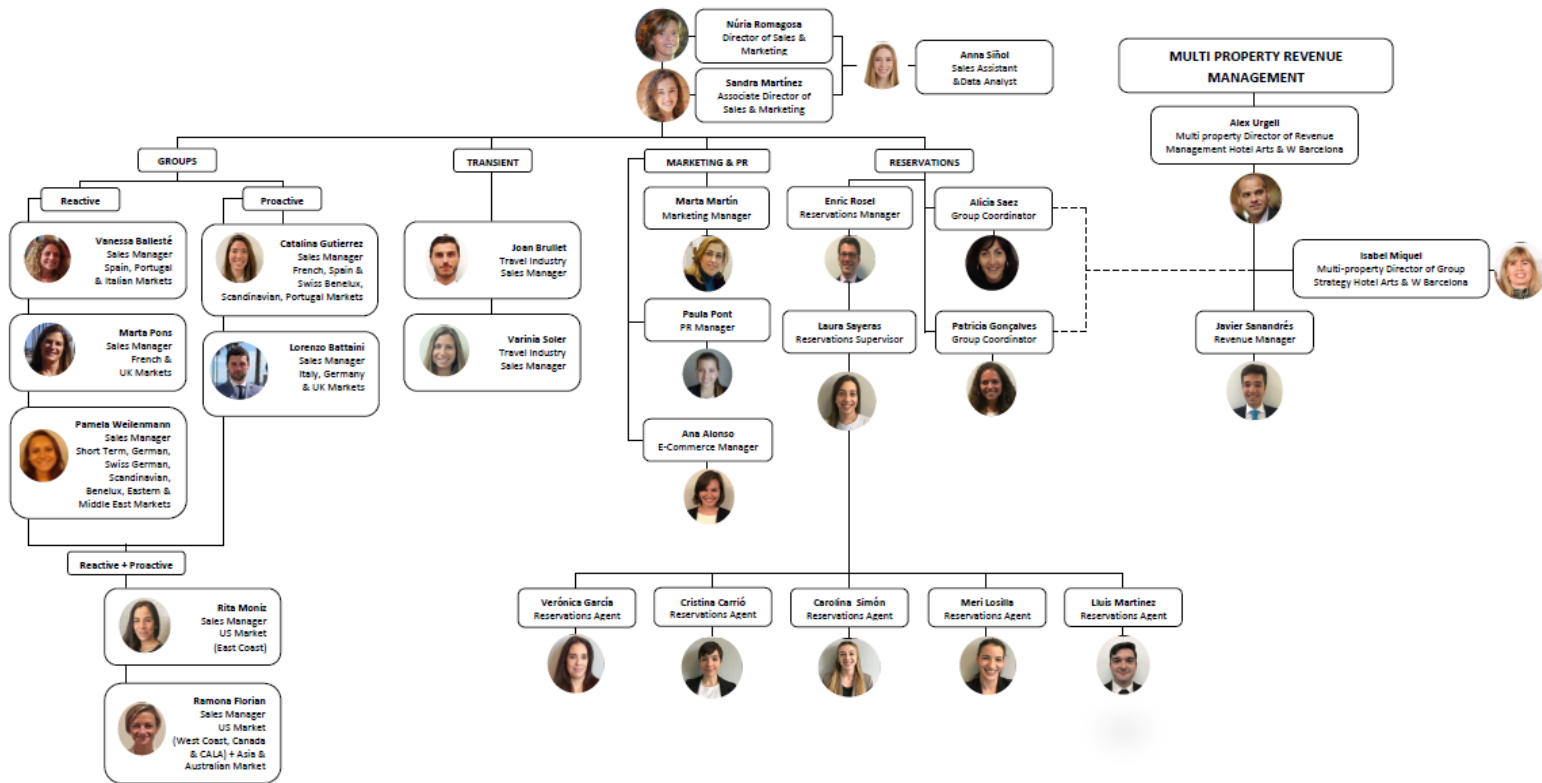 Núria Romagosa
Director of Sales &
Marketing
Sandra Martínez
Associate Director of
Sales & Marketing
Anna Siñol
Sales Assistant
&Data Analyst
MULTI PROPERTY REVENUE
MANAGEMENT
Alex Urgell
Multi property Director of Revenue
Management Hotel Arts & W Barcelona
Isabel Miquel
Multi-property Director of Group
Strategy Hotel Arts & W Barcelona
Javier Sanandrés
Revenue Manager
GROUPS
Reactive
Vanessa Ballesté
Sales Manager
Spain, Portugal
& Italian Markets
Marta Pons
Sales Manager
French &
UK Markets
Pamela Weilenmann
Sales Manager
Short Term, German,
Swiss German,
Scandinavian,
Benelux, Eastern &
Middle East Markets
Proactive
Catalina Gutierrez
Sales Manager
French, Spain &
Swiss Benelux,
Scandinavian, Portugal Markets
Lorenzo Battaini
Sales Manager
Italy, Germany
& UK Markets
Reactive + Proactive
Rita Moniz
Sales Manager
US Market
(East Coast)
Ramona Florian
Sales Manager
US Market
(West Coast, Canada
& CALA) + Asia &
Australian Market
TRANSIENT
Joan Brullet
Travel Industry
Sales Manager
Varinia Soler
Travel Industry
Sales Manager
MARKETING & PR
Marta Martín
Marketing Manager
Paula Pont
PR Manager
Ana Alonso
E-Commerce Manager
RESERVATIONS
Enric Rosel
Reservations Manager
Laura Sayeras
Reservations Supervisor
Alicia Saez
Group Coordinator
Patricia Gonçalves
Group Coordinator
Verónica García
Reservations Agent
Cristina Carrió
Reservations Agent
Carolina Simón
Reservations Agent
Meri Losilla
Reservations Agent
Lluis Martinez
Reservations Agent